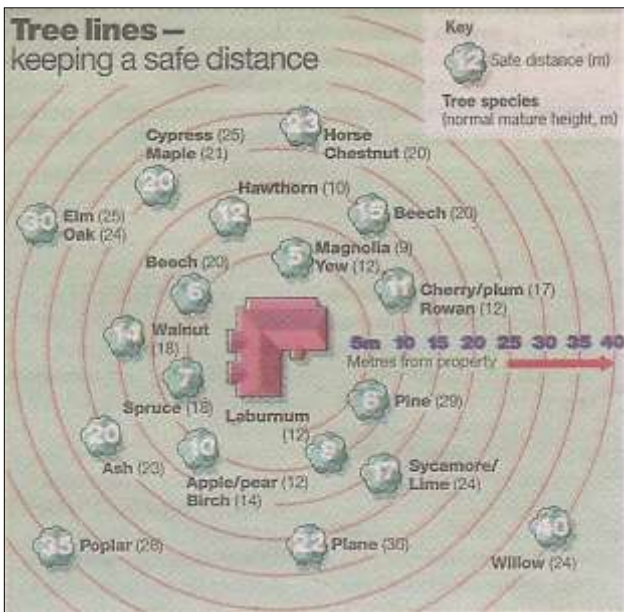 Tree lines –
keeping a safe distance
Key
12 Safe distance (m)
Tree species
(normal mature height, m)
23 Horse
Chestnut (20)
Cypress (25)
Maple (21)
20
Hawthorn (10)
12
15 Beech (20)
30 Elm (25)
Oak (24)
5 Magnolia (9)
Yew (12)
Beech (20)
6
11 Cherry/plum (17)
Rowan (12)
14 Walnut
(18)
5m 10 15 20 25 30 35 40
Metres from property
7
Spruce (18)
Laburnum
(12)
9
6 Pine (29)
20
Ash (23)
10
Apple/pear (12)
Birch (14)
17 Sycamore/
Lime (24)
35 Poplar (28)
22 Plane (30)
40
Willow (24)